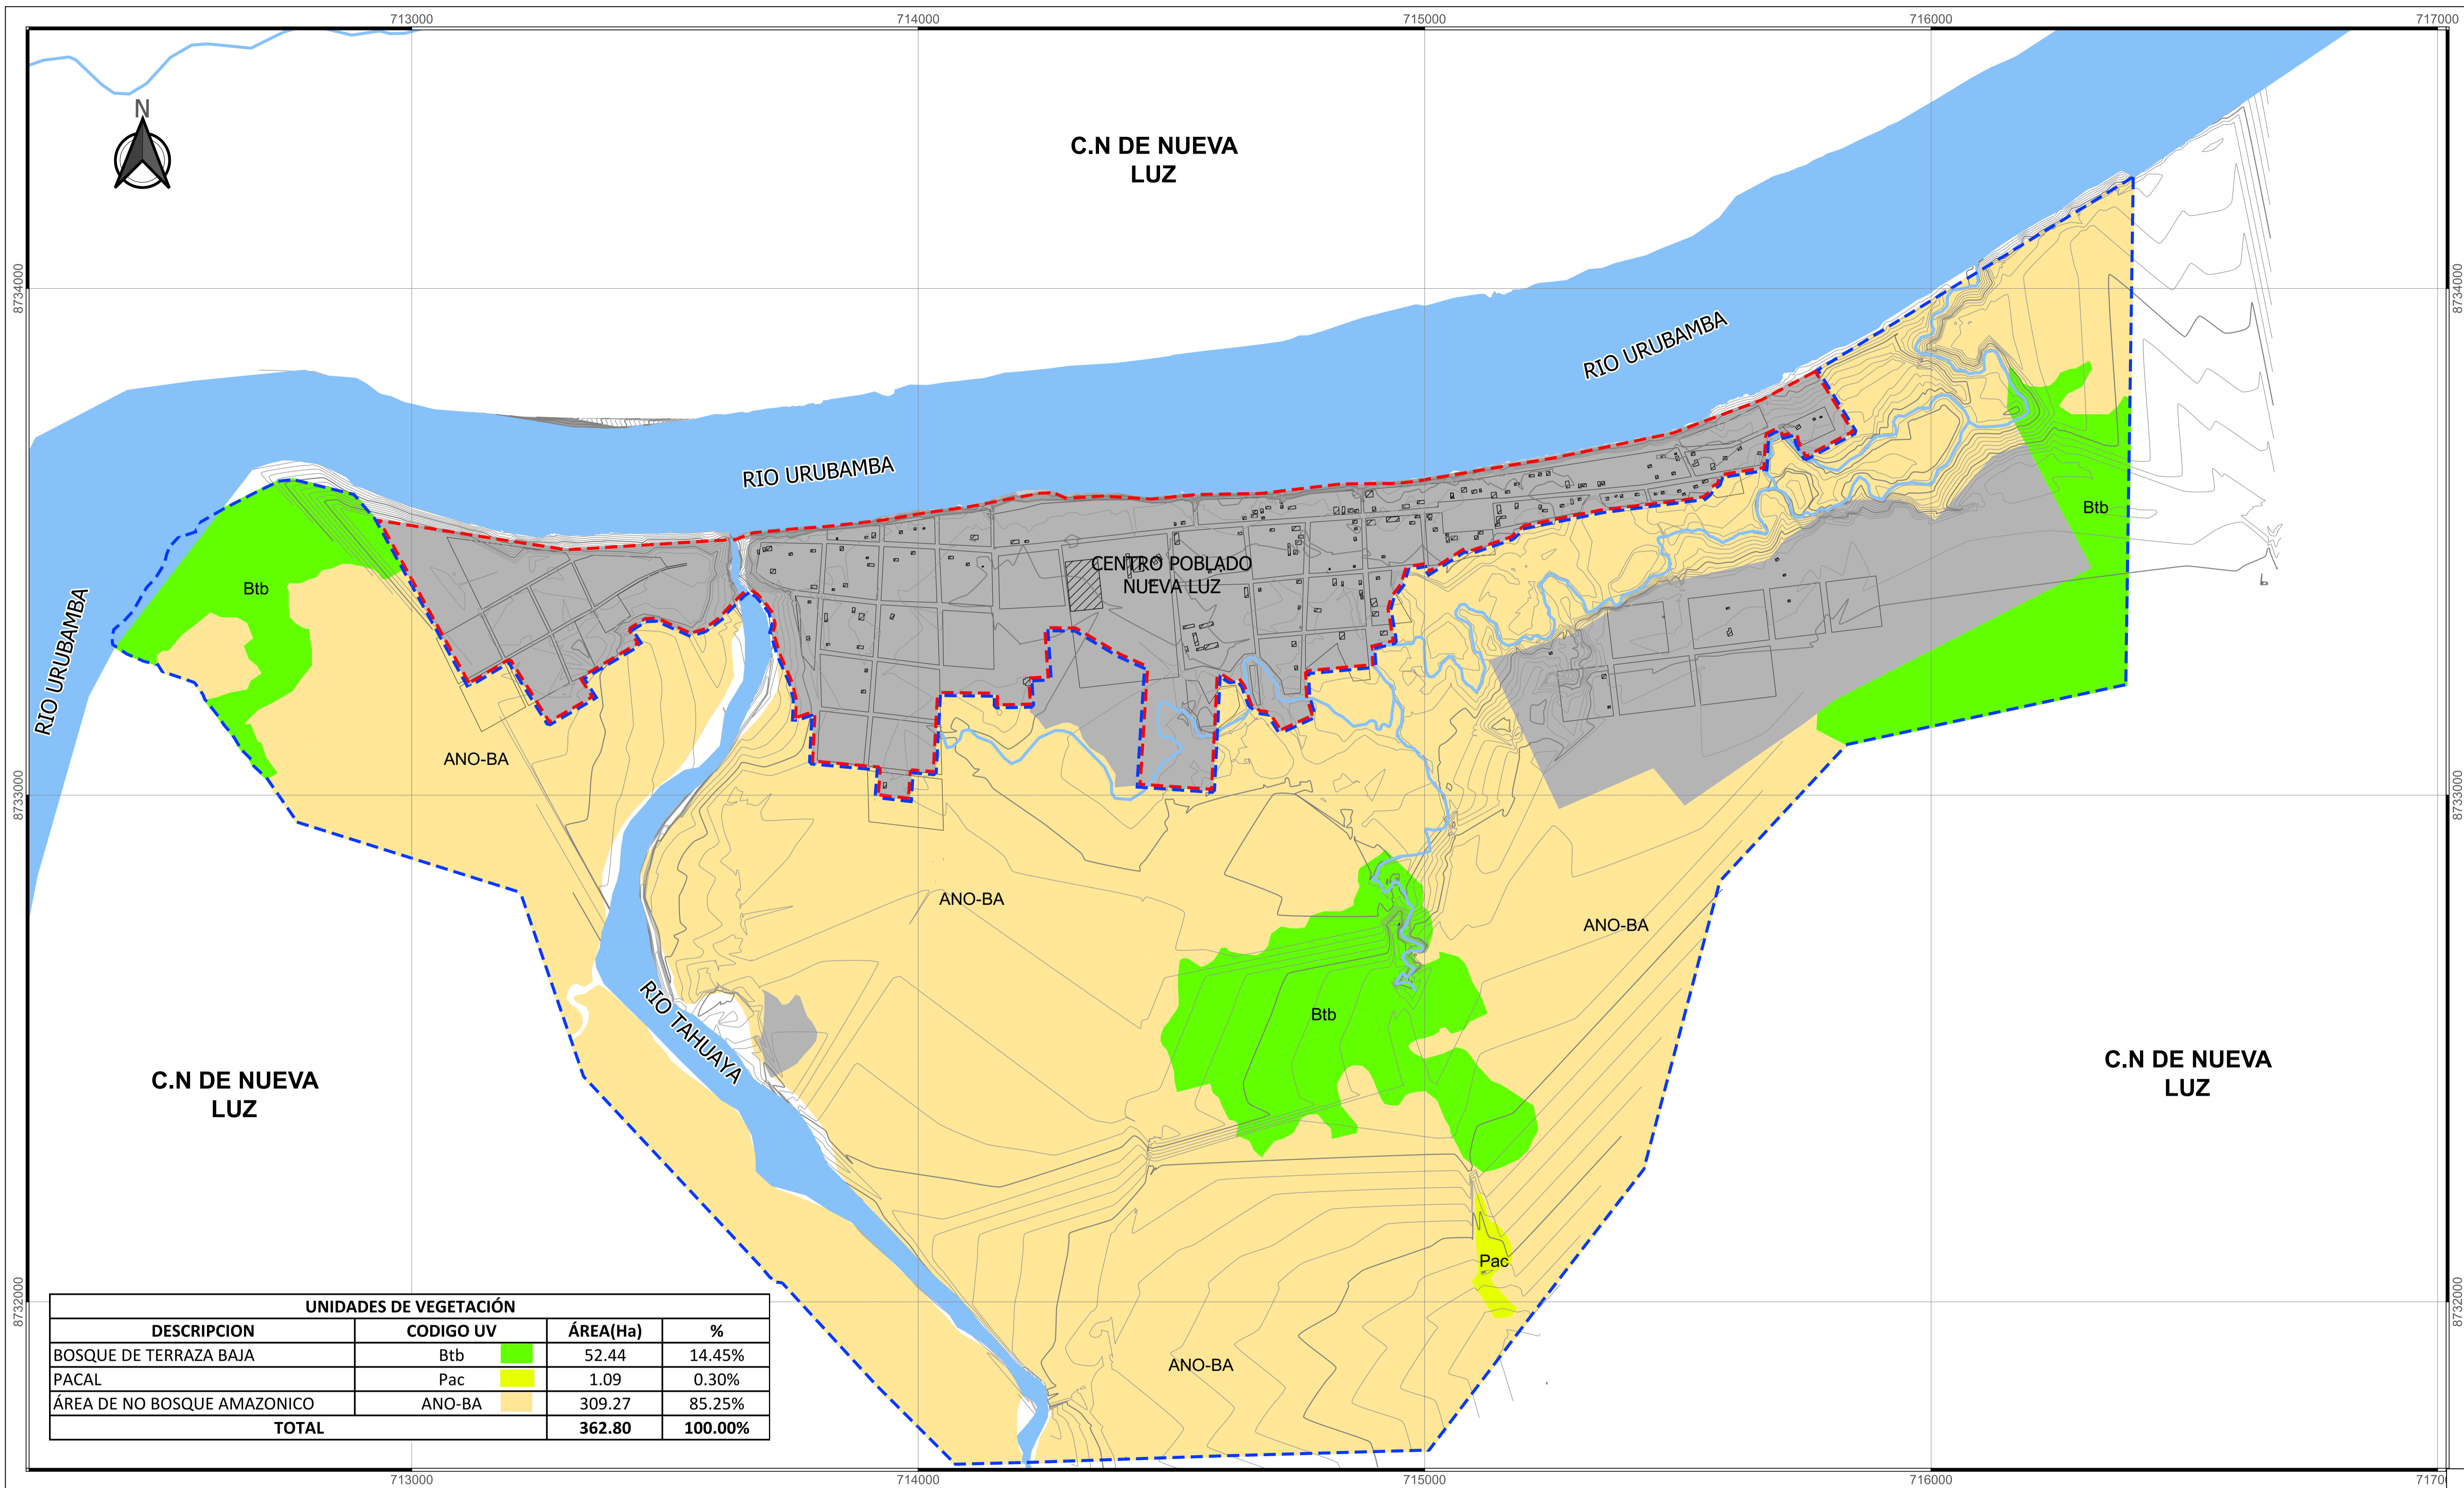 713000
714000
715000
716000
717000
N
C.N DE NUEVA
LUZ
8734000
8734000
RIO URUBAMBA
RIO URUBAMBA
RIO URUBAMBA
CENTRO POBLADO
NUEVA LUZ
Btb
Btb
ANO-BA
8733000
8733000
ANO-BA
ANO-BA
Btb
RIO TAHUAYA
C.N DE NUEVA
LUZ
C.N DE NUEVA
LUZ
Pac
8732000
8732000
ANO-BA
UNIDADES DE VEGETACIÓN
DESCRIPCION CODIGO UV ÁREA(Ha) %
BOSQUE DE TERRAZA BAJA Btb 52.44 14.45%
PACAL Pac 1.09 0.30%
ÁREA DE NO BOSQUE AMAZONICO ANO-BA 309.27 85.25%
TOTAL 362.80 100.00%
713000
714000
715000
716000
7170